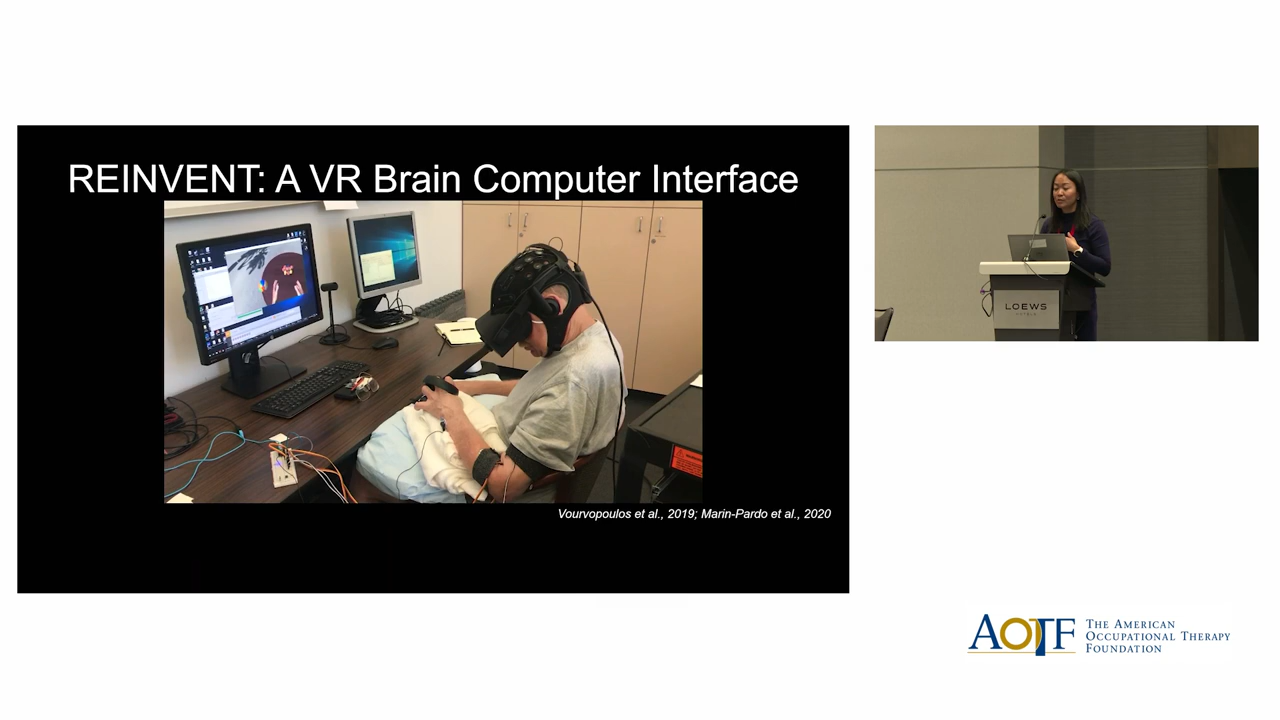 REINVENT: A VR Brain Computer Interface
Vourvopoulos et al., 2019; Marin-Pardo et al., 2020
LOEWS
AOTF
THE AMERICAN
OCCUPATIONAL THERAPY
FOUNDATION